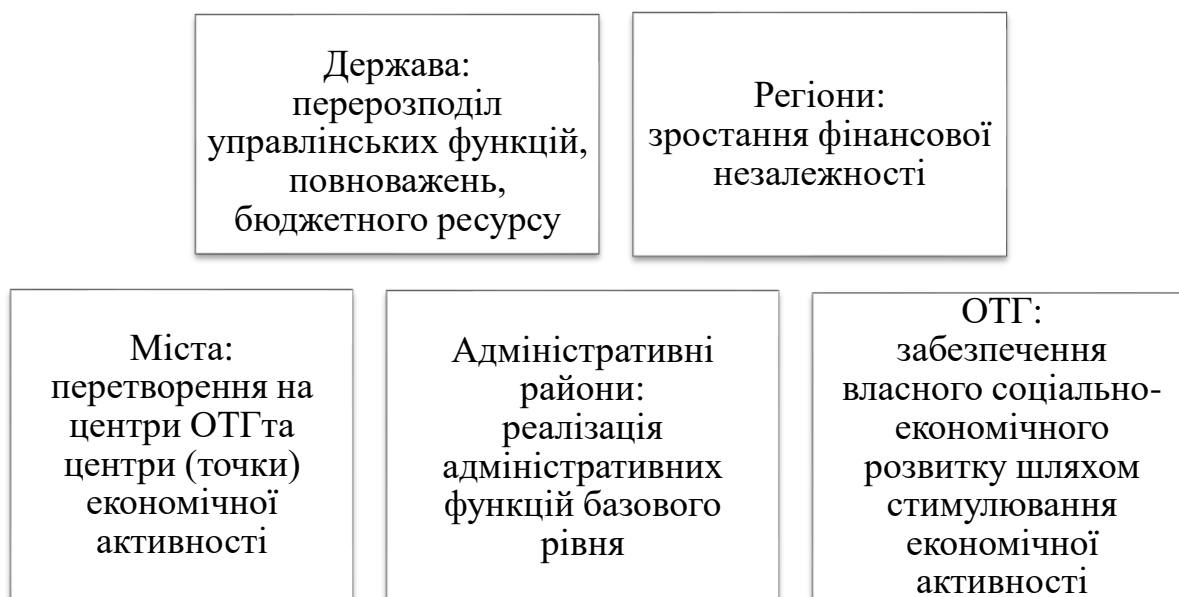 Держава:
перерозподіл
управлінських функцій,
повноважень,
бюджетного ресурсу
Регіони:
зростання фінансової
незалежності
Міста:
перетворення на
центри ОТГта
центри (точки)
економічної
активності
Адміністративні
райони:
реалізація
адміністративних
функцій базового
рівня
ОТГ:
забезпечення
власного соціально-
економічного
розвитку шляхом
стимулювання
економічної
активності